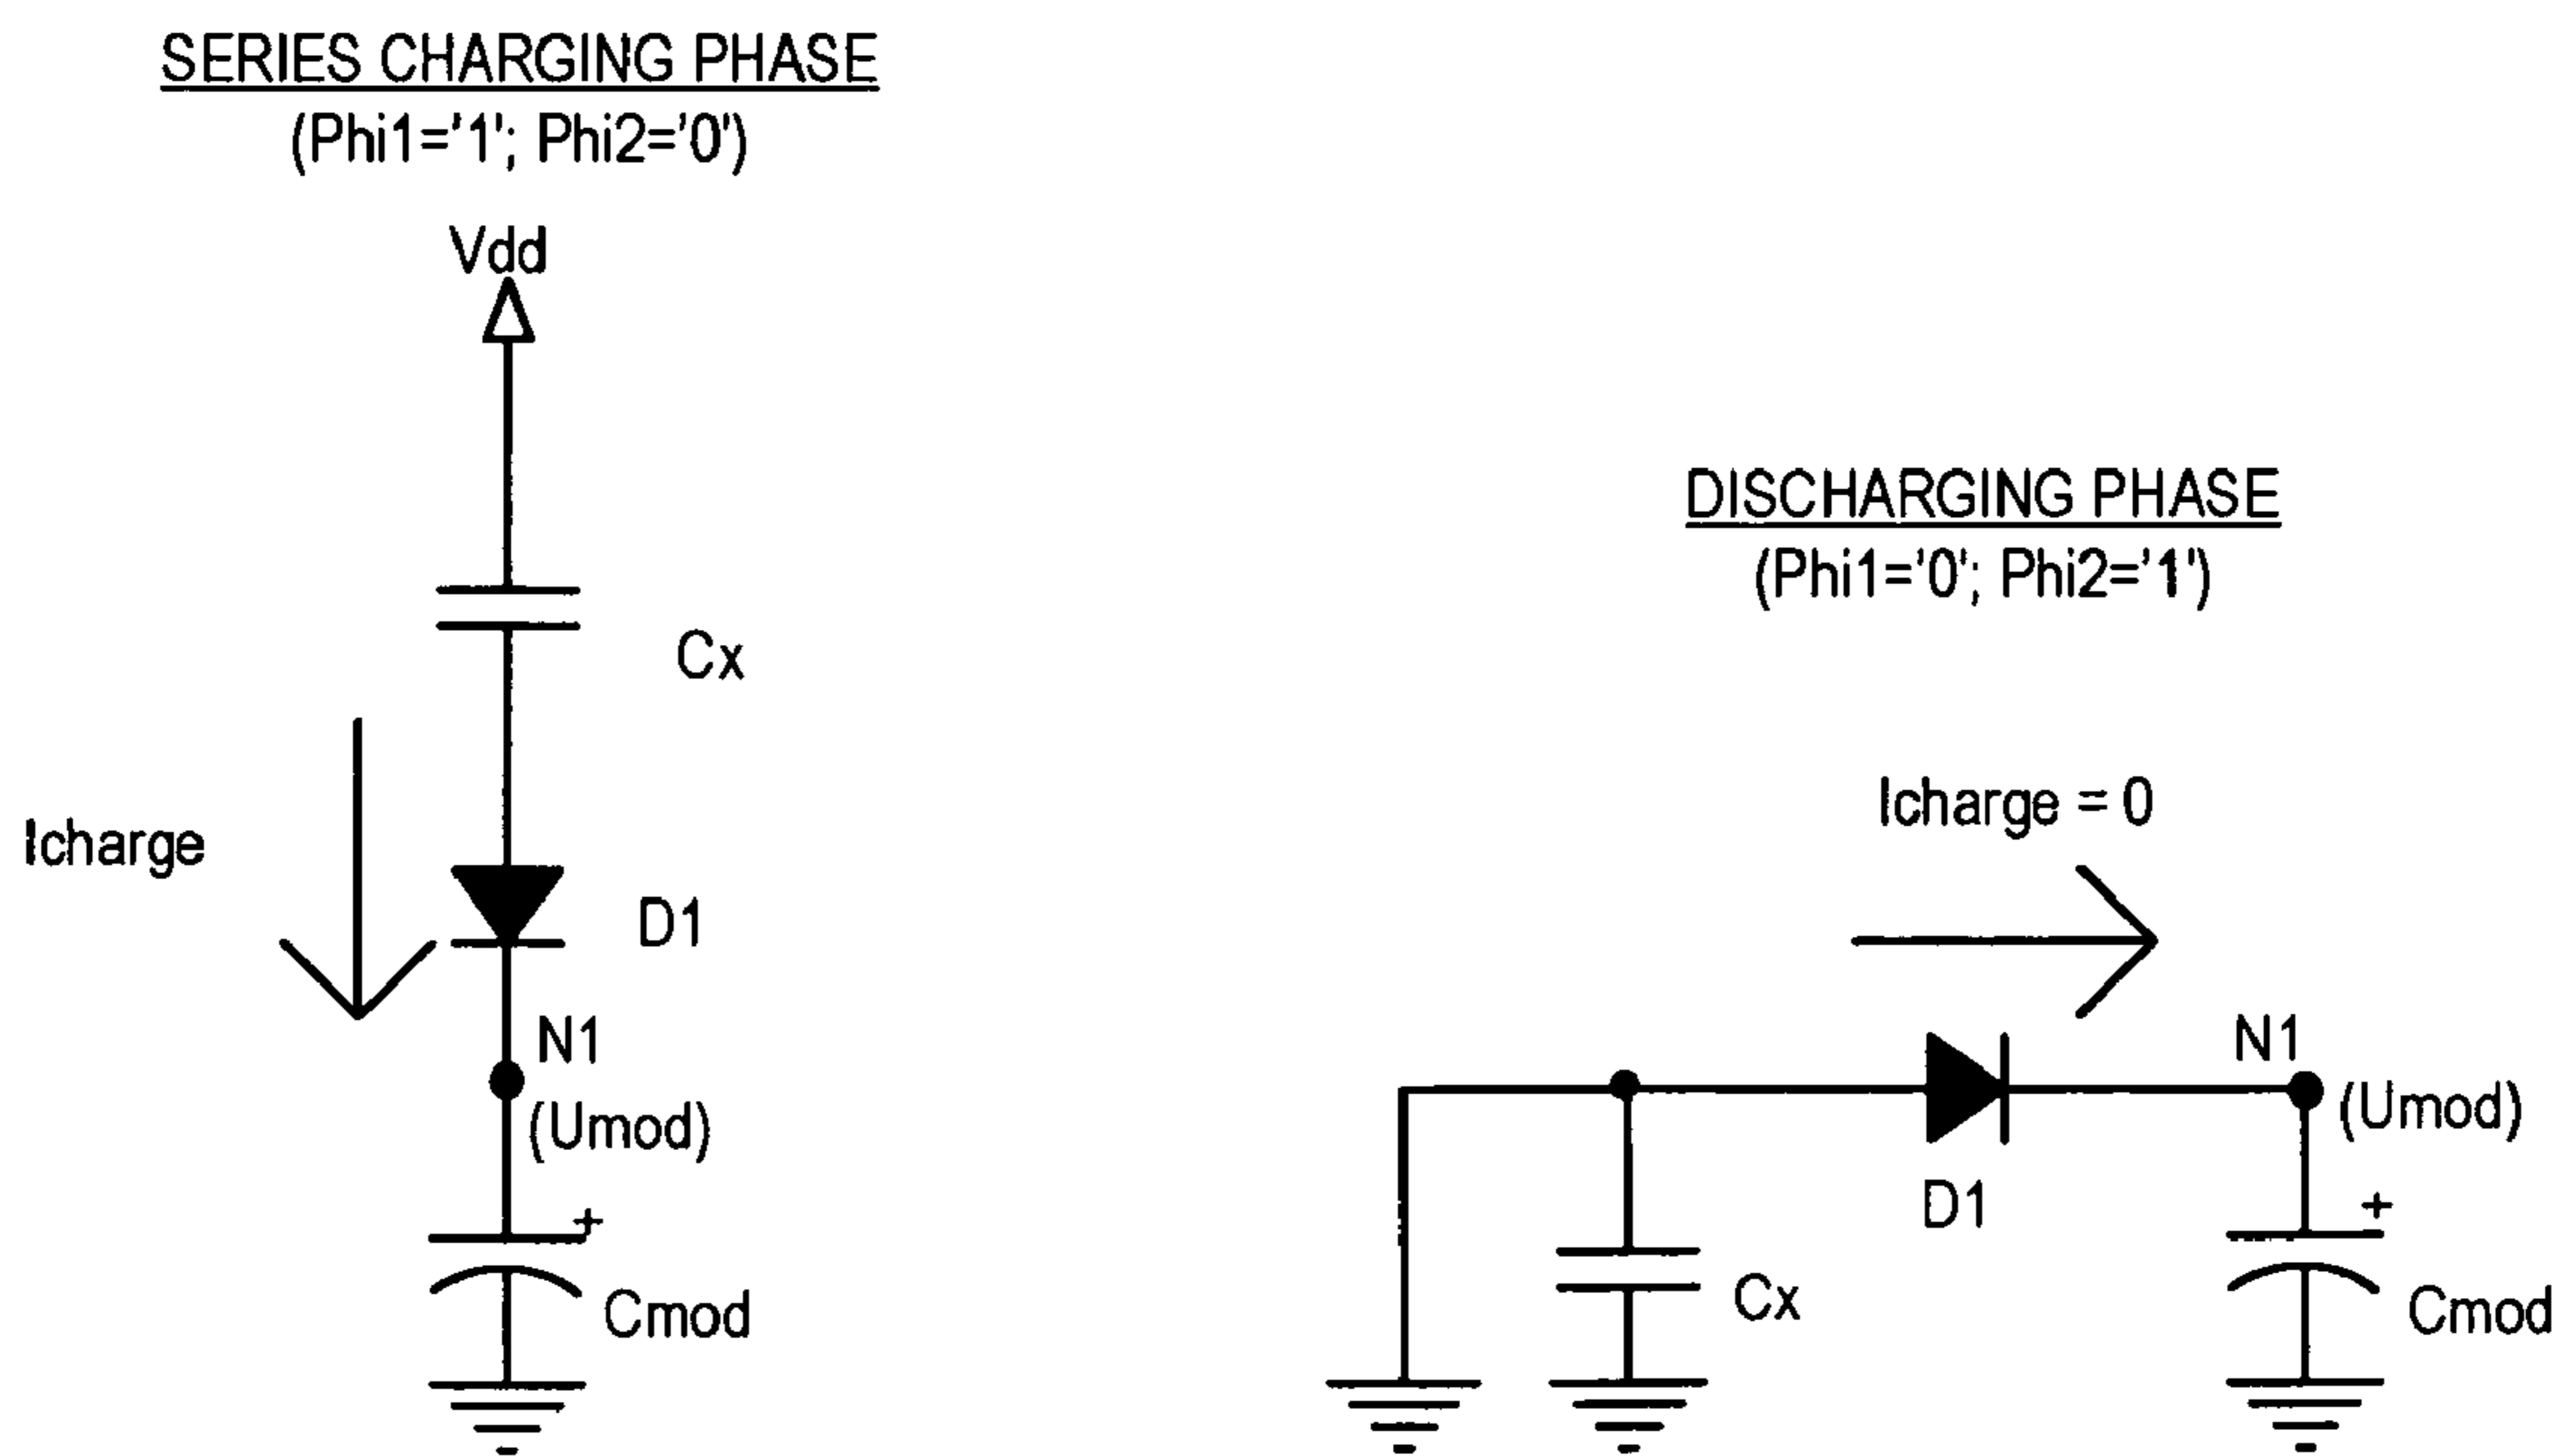 SERIES CHARGING PHASE
(Phi1='1'; Phi2='0')
Vdd
Cx
Icharge
D1
N1
(Umod)
+
Cmod
DISCHARGING PHASE
(Phi1='0'; Phi2='1')
Icharge = 0
N1
(Umod)
D1
+
Cx
Cmod